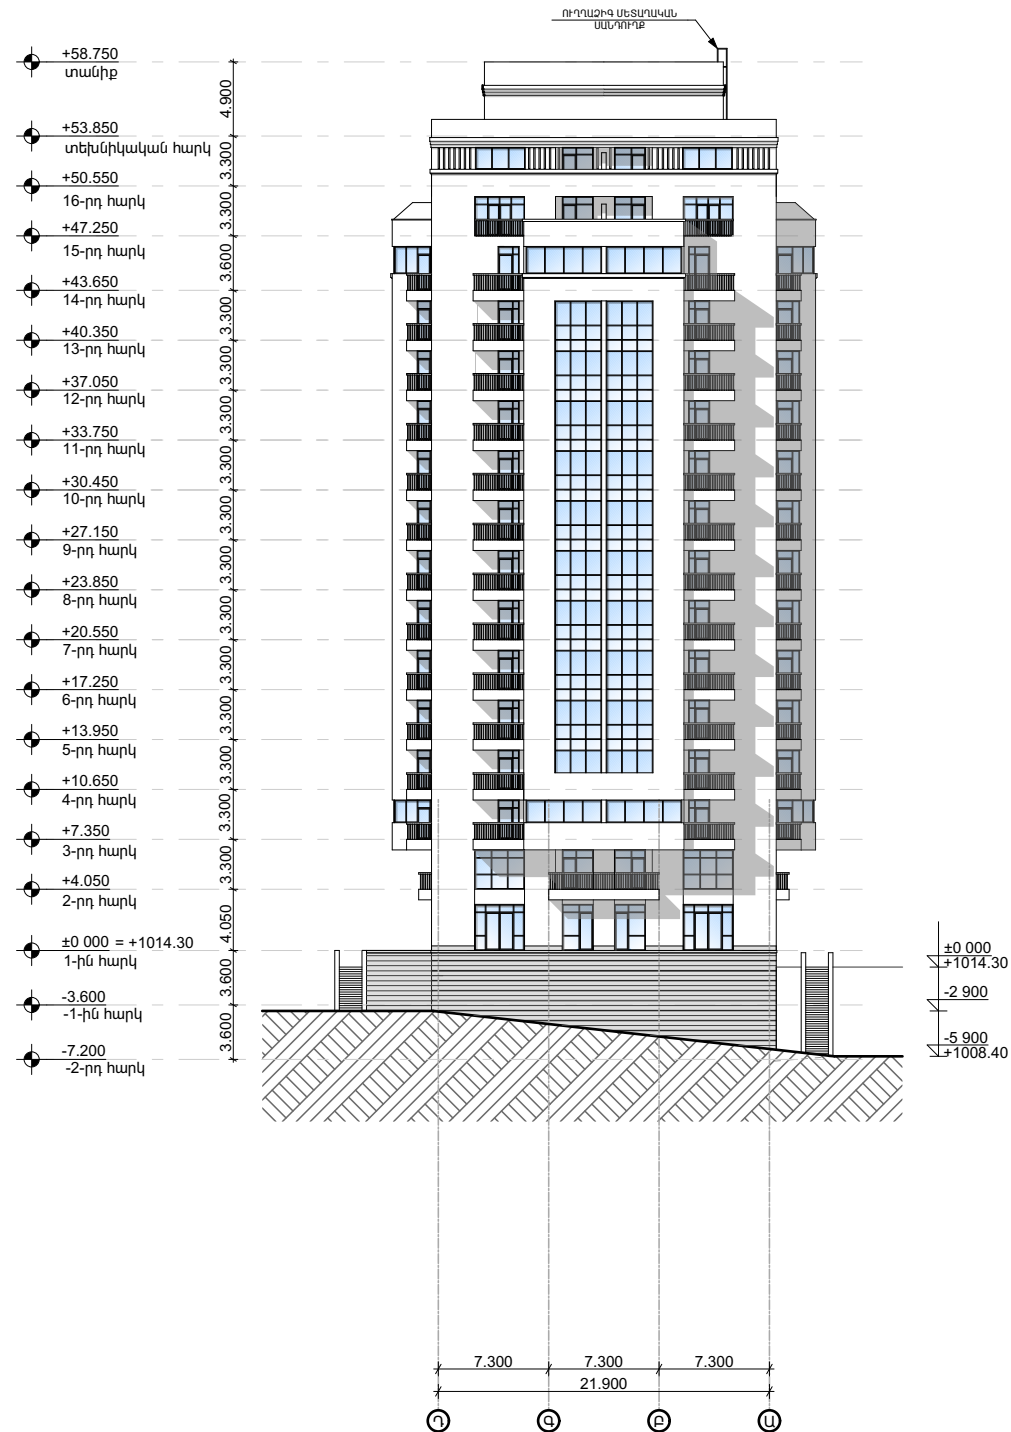 ՈՒՂՂԱՁԻԳ ՄԵՏԱՂԱԿԱՆ
ՍԱՆԴՈՒՂՔ
+58.750
տանիք
4.900
+53.850
տեխնիկական հարկ
3.300
+50.550
16-րդ հարկ
3.300
+47.250
15-րդ հարկ
3.600
+43.650
14-րդ հարկ
3.300
+40.350
13-րդ հարկ
3.300
+37.050
12-րդ հարկ
3.300
+33.750
11-րդ հարկ
3.300
+30.450
10-րդ հարկ
3.300
+27.150
9-րդ հարկ
3.300
+23.850
8-րդ հարկ
3.300
+20.550
7-րդ հարկ
3.300
+17.250
6-րդ հարկ
3.300
+13.950
5-րդ հարկ
3.300
+10.650
4-րդ հարկ
3.300
+7.350
3-րդ հարկ
3.300
+4.050
2-րդ հարկ
4.050
±0 000 = +1014.30
1-ին հարկ
3.600
-3.600
-1-ին հարկ
3.600
-7.200
-2-րդ հարկ
±0 000
+1014.30
-2 900
-5 900
+1008.40
7.300 7.300 7.300
21.900
Դ Գ Բ Ա